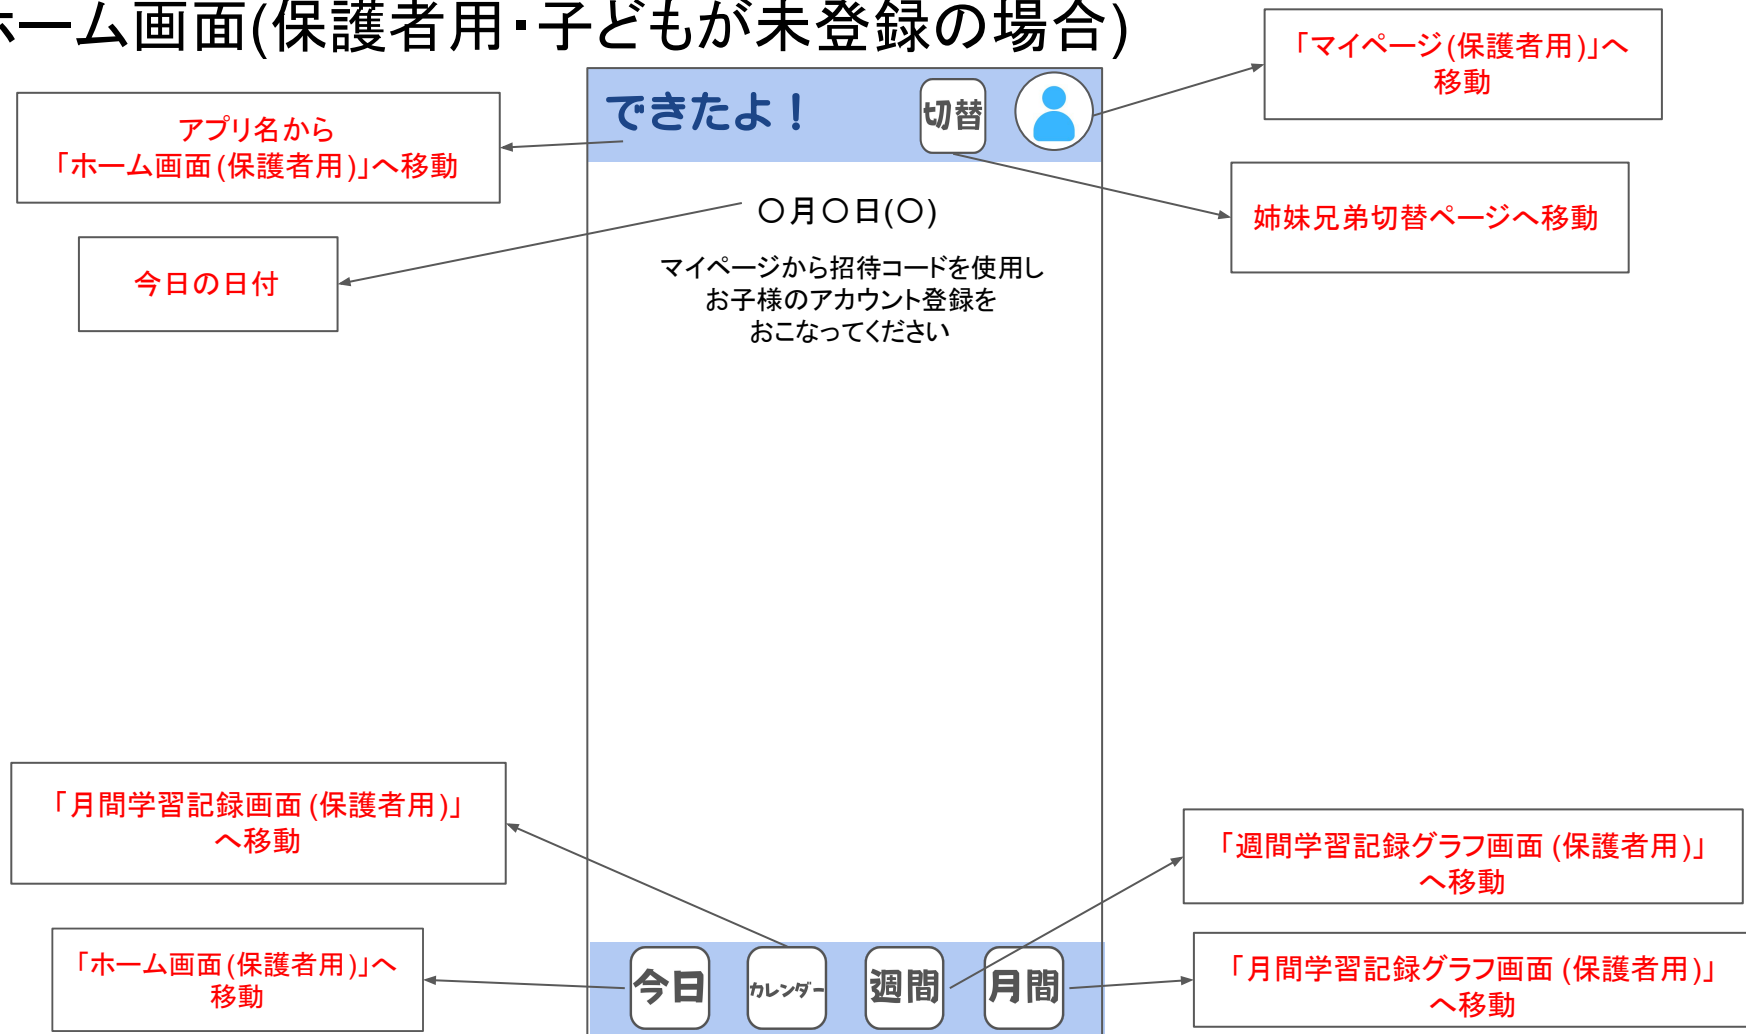 ホーム画面(保護者用・子どもが未登録の場合)
「マイページ(保護者用)」へ
移動
アプリ名から
「ホーム画面(保護者用)」へ移動
できたよ！
切替
姉妹兄弟切替ページへ移動
〇月〇日(〇)
今日の日付
マイページから招待コードを使用し
お子様のアカウント登録を
おこなってください
「月間学習記録画面(保護者用)」
へ移動
「週間学習記録グラフ画面(保護者用)」
へ移動
「ホーム画面(保護者用)」へ
移動
今日
カレンダー
週間
月間
「月間学習記録グラフ画面(保護者用)」
へ移動